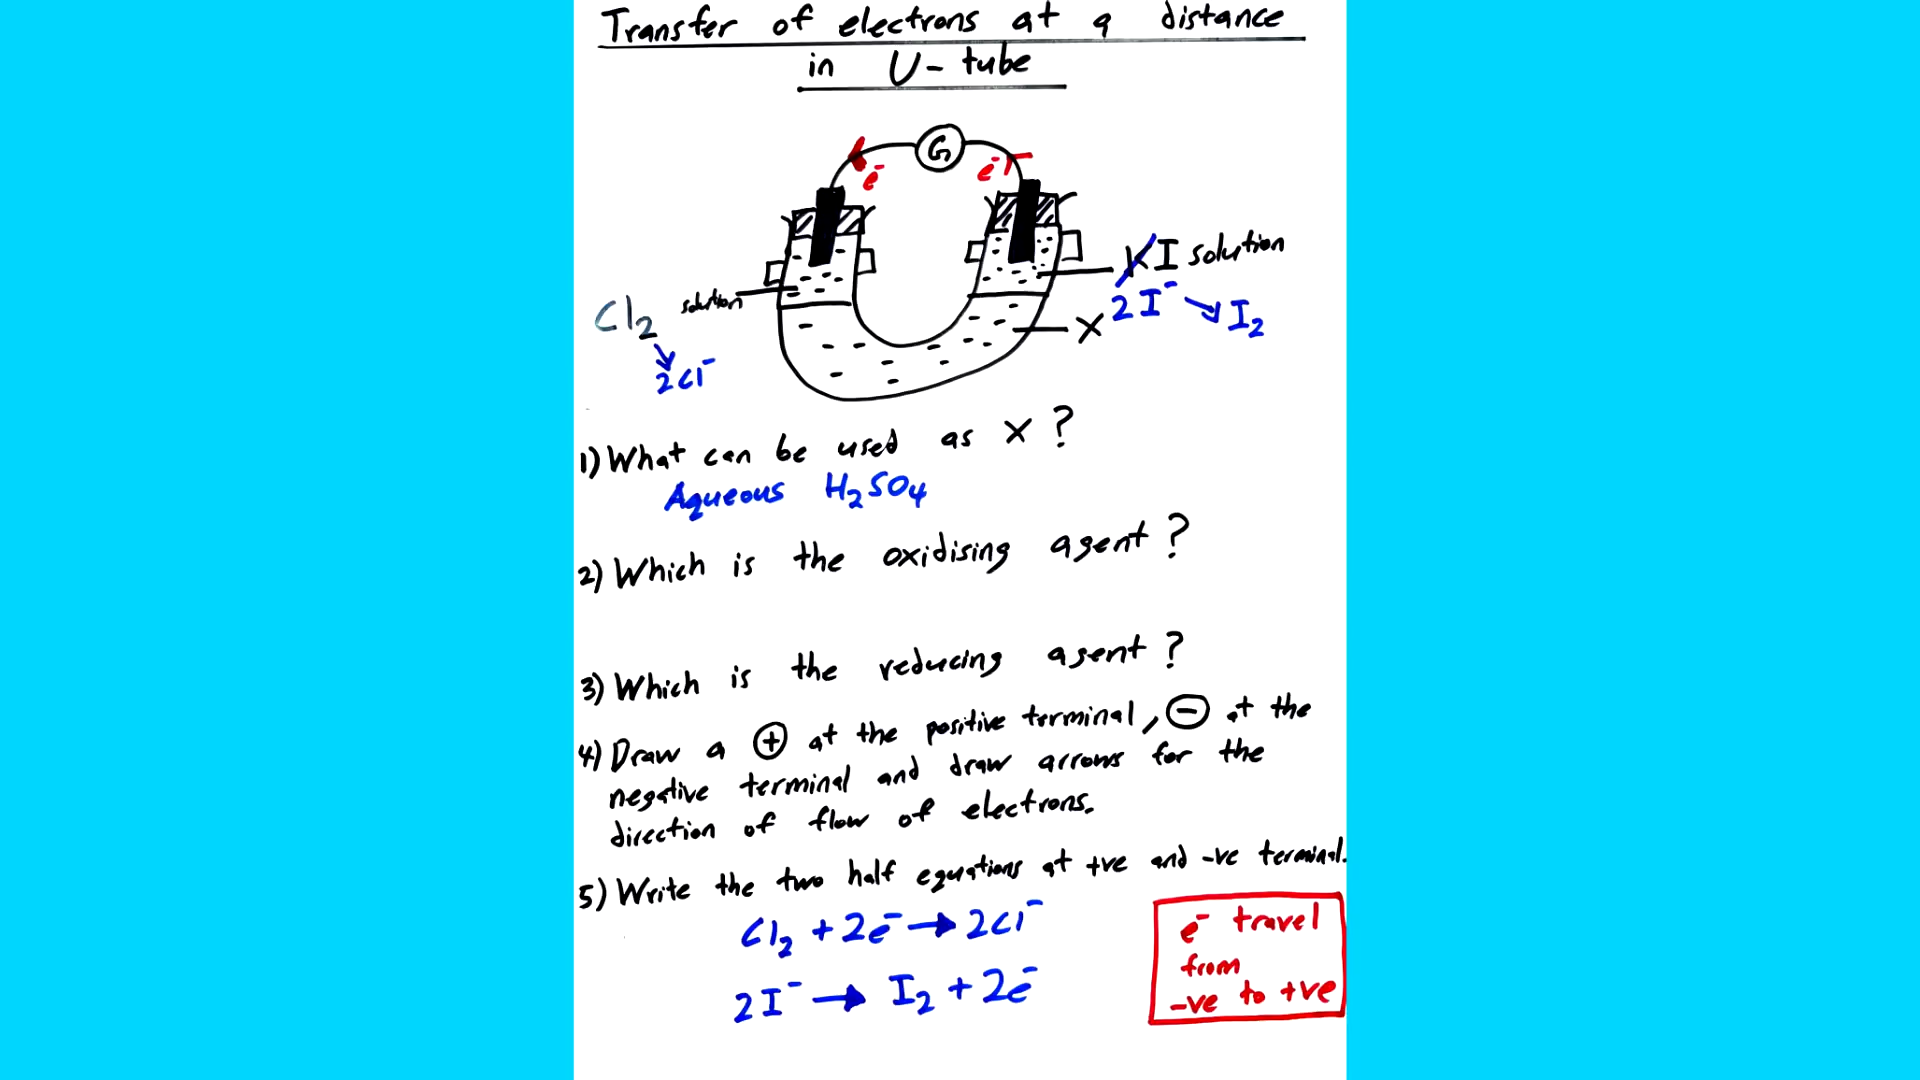 Transfer of electrons at a distance
in U-tube
G
e⁻
e⁻
KI solution
Cl₂ solution
2I⁻ → I₂
X
2Cl⁻
1) What can be used as X ?
Aqueous H₂SO₄
2) Which is the oxidising agent ?
3) Which is the reducing agent ?
4) Draw a ⊕ at the positive terminal, ⊖ at the
negative terminal and draw arrows for the
direction of flow of electrons.
5) Write the two half equations at +ve and -ve terminal.
Cl₂ + 2e⁻ → 2Cl⁻
2I⁻ → I₂ + 2e⁻
e⁻ travel
from
-ve to +ve